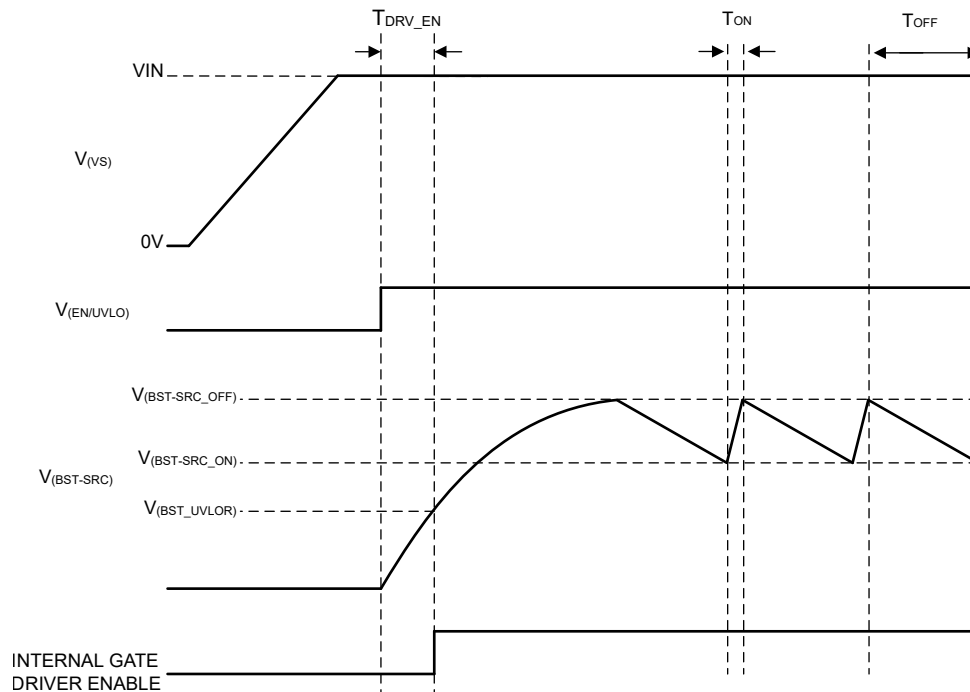 TDRV_EN
TON
TOFF
VIN
V(VS)
0V
V(EN/UVLO)
V(BST-SRC_OFF)
V(BST-SRC_ON)
V(BST-SRC)
V(BST_UVLOR)
INTERNAL GATE
DRIVER ENABLE